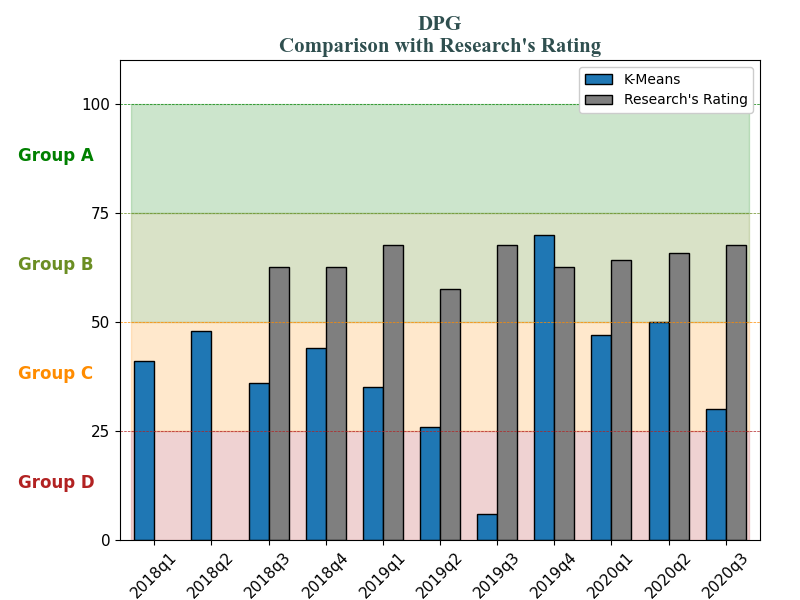 DPG
Comparison with Research's Rating
K-Means
Research's Rating
100
Group A
75
Group B
50
Group C
25
Group D
0
2018q1
2018q2
2018q3
2018q4
2019q1
2019q2
2019q3
2019q4
2020q1
2020q2
2020q3